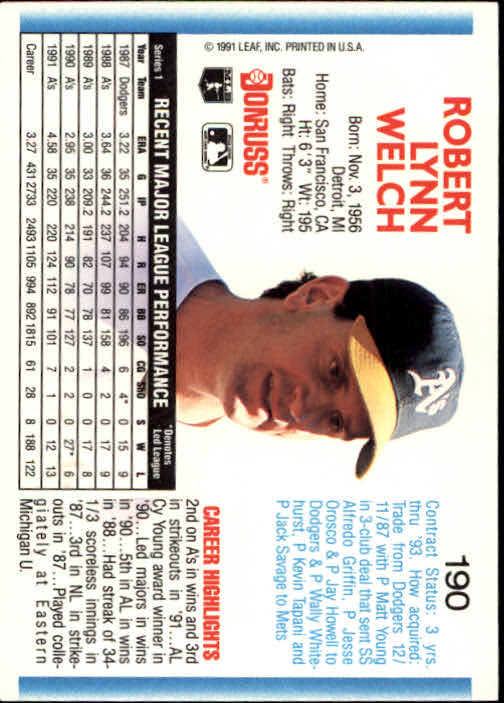 190
ROBERT
LYNN
WELCH
Born: Nov. 3, 1956
Detroit, MI
Home: San Francisco, CA
Ht: 6'3" Wt: 195
Bats: Right Throws: Right
DONRUSS®
© 1991 LEAF, INC. PRINTED IN U.S.A.
A's
Contract Status: 3 yrs.
thru '93. How acquired:
Trade from Dodgers 12/
11/87 with P Matt Young
in 3-club deal that sent SS
Alfredo Griffin, P Jesse
Orosco & P Jay Howell to
Dodgers & P Wally White-
hurst, P Kevin Tapani and
P Jack Savage to Mets
Series 1 RECENT MAJOR LEAGUE PERFORMANCE *Denotes Led League
Year Team ERA G IP H R ER BB SO CG ShO S W L
1987 Dodgers 3.22 35 251.2 204 94 90 86 196 6 4* 0 15 9
1988 A's 3.64 36 244.2 237 107 99 81 158 4 2 0 17 9
1989 A's 3.00 33 209.2 191 82 70 78 137 1 0 0 17 8
1990 A's 2.95 35 238 214 90 78 77 127 2 2 0 27* 6
1991 A's 4.58 35 220 220 124 112 91 101 7 1 0 12 13
Career 3.27 431 2733 2493 1105 994 892 1815 61 28 8 188 122
CAREER HIGHLIGHTS
2nd on A's in wins and 3rd
in strikeouts in '91...AL
Cy Young award winner in
'90...Led majors in wins
in '90...5th in AL in wins
in '88...Had streak of 34-
1/3 scoreless innings in
'87...3rd in NL in strike-
outs in '87...Played colle-
giately at Eastern
Michigan U.